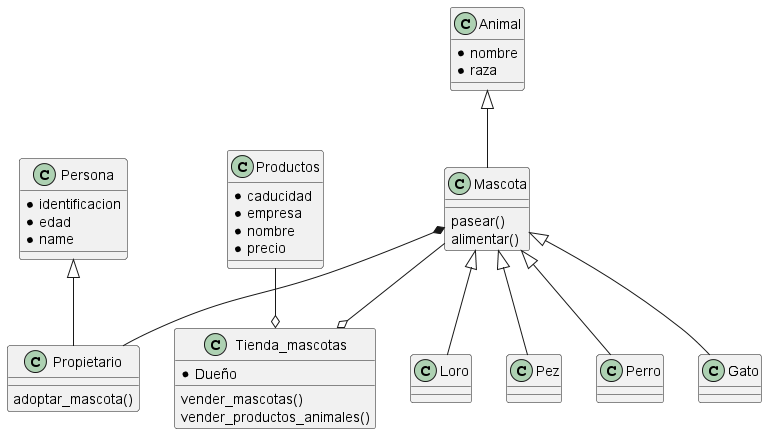 C Animal
nombre
raza
C Persona
identificacion
edad
name
C Productos
caducidad
empresa
nombre
precio
C Mascota
pasear()
alimentar()
C Propietario
adoptar_mascota()
C Tienda_mascotas
Dueño
vender_mascotas()
vender_productos_animales()
C Loro
C Pez
C Perro
C Gato